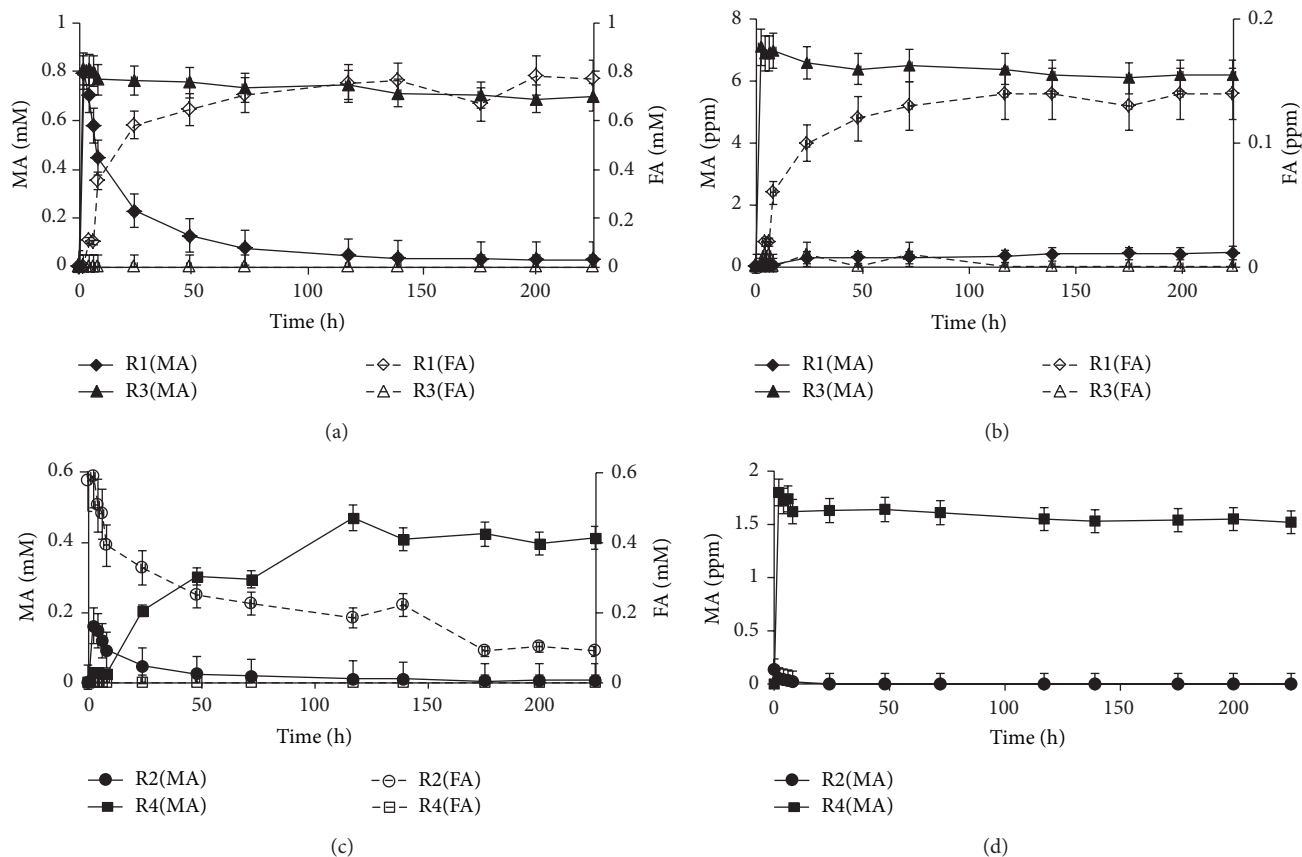 1
0.8
0.6
0.4
0.2
0
MA (mM)
1
0.8
0.6
0.4
0.2
0
FA (mM)
0 50 100 150 200
Time (h)
R1(MA) R1(FA)
R3(MA) R3(FA)
(a)
8
6
4
2
0
MA (ppm)
0.2
0.1
0
FA (ppm)
0 50 100 150 200
Time (h)
R1(MA) R1(FA)
R3(MA) R3(FA)
(b)
0.6
0.4
0.2
0
MA (mM)
0.6
0.4
0.2
0
FA (mM)
0 50 100 150 200
Time (h)
R2(MA) R2(FA)
R4(MA) R4(FA)
(c)
2
1.5
1
0.5
0
MA (ppm)
0 50 100 150 200
Time (h)
R2(MA)
R4(MA)
(d)